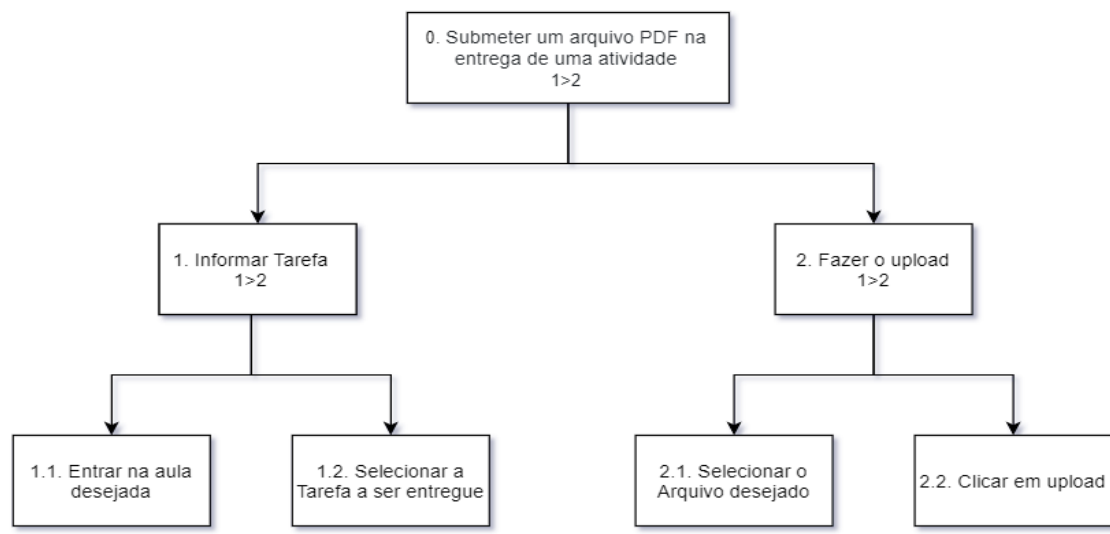 0. Submeter um arquivo PDF na
entrega de uma atividade
1>2
1. Informar Tarefa
1>2
2. Fazer o upload
1>2
1.1. Entrar na aula
desejada
1.2. Selecionar a
Tarefa a ser entregue
2.1. Selecionar o
Arquivo desejado
2.2. Clicar em upload